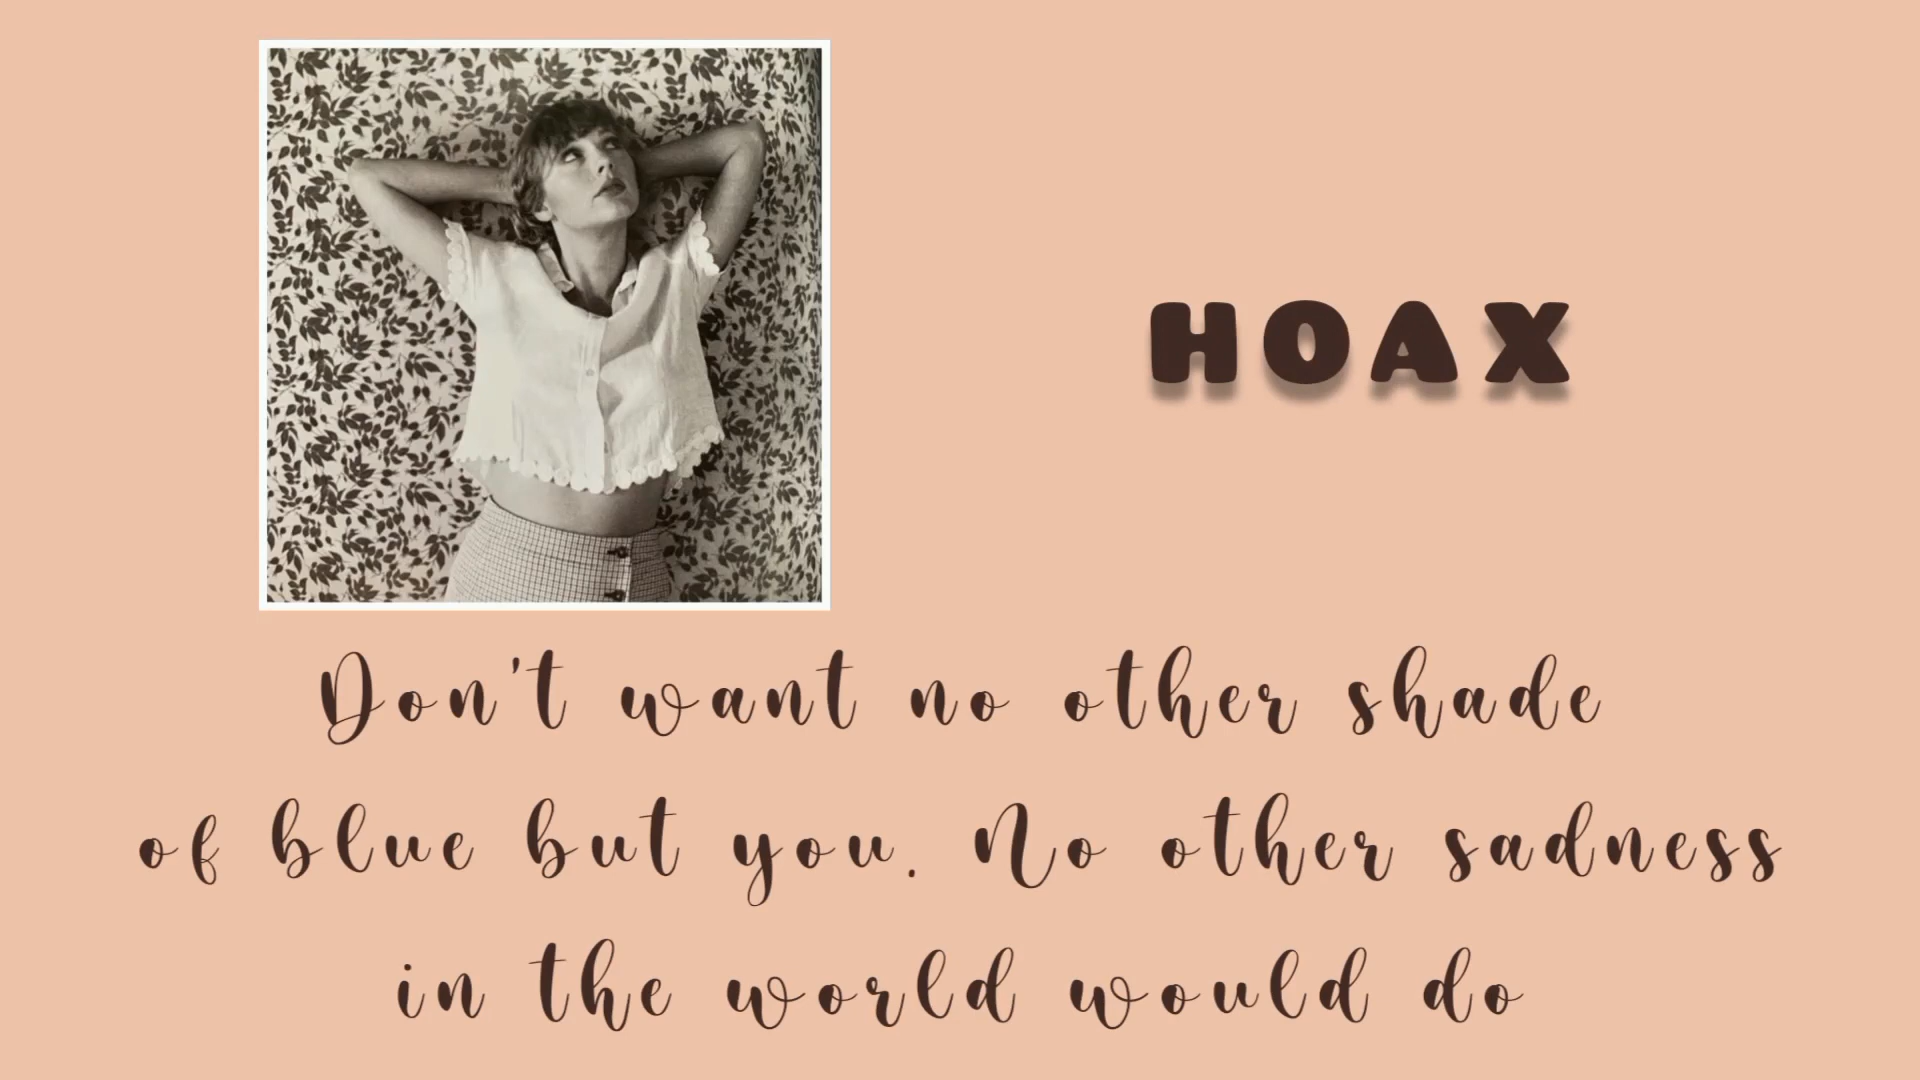 HOAX
Don't want no other shade
of blue but you. No other sadness
in the world would do